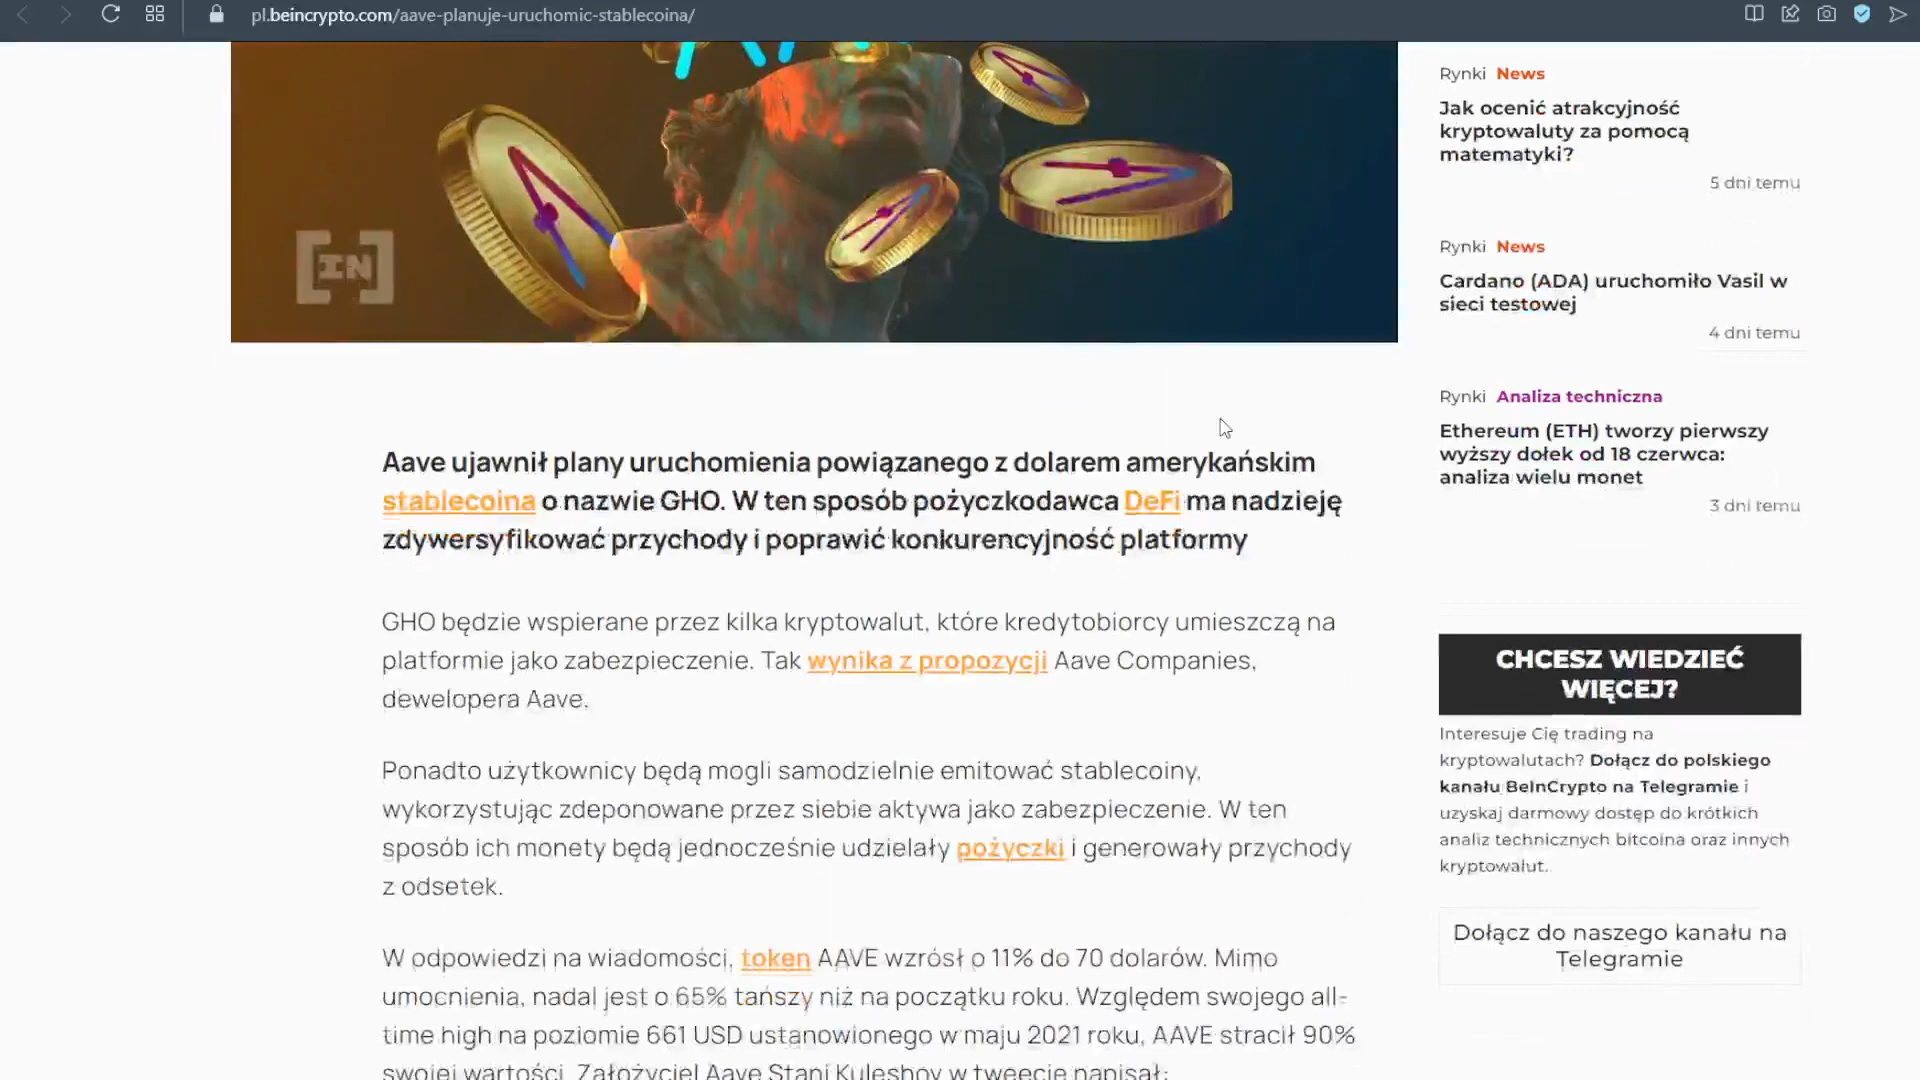 pl.beincrypto.com/aave-planuje-uruchomic-stablecoina/
IN
Aave ujawnił plany uruchomienia powiązanego z dolarem amerykańskim
stablecoina o nazwie GHO. W ten sposób pożyczkodawca DeFi ma nadzieję
zdywersyfikować przychody i poprawić konkurencyjność platformy
GHO będzie wspierane przez kilka kryptowalut, które kredytobiorcy umieszczą na
platformie jako zabezpieczenie. Tak wynika z propozycji Aave Companies,
dewelopera Aave.
Ponadto użytkownicy będą mogli samodzielnie emitować stablecoiny,
wykorzystując zdeponowane przez siebie aktywa jako zabezpieczenie. W ten
sposób ich monety będą jednocześnie udzielały pożyczki i generowały przychody
z odsetek.
W odpowiedzi na wiadomości, token AAVE wzrósł o 11% do 70 dolarów. Mimo
umocnienia, nadal jest o 65% tańszy niż na początku roku. Względem swojego all-
time high na poziomie 661 USD ustanowionego w maju 2021 roku, AAVE stracił 90%
swojej wartości. Założyciel Aave Stani Kuleshov w tweecie napisał:
Rynki News
Jak ocenić atrakcyjność
kryptowaluty za pomocą
matematyki?
5 dni temu
Rynki News
Cardano (ADA) uruchomiło Vasil w
sieci testowej
4 dni temu
Rynki Analiza techniczna
Ethereum (ETH) tworzy pierwszy
wyższy dołek od 18 czerwca:
analiza wielu monet
3 dni temu
CHCESZ WIEDZIEĆ
WIĘCEJ?
Interesuje Cię trading na
kryptowalutach? Dołącz do polskiego
kanału BeInCrypto na Telegramie i
uzyskaj darmowy dostęp do krótkich
analiz technicznych bitcoina oraz innych
kryptowalut.
Dołącz do naszego kanału na
Telegramie